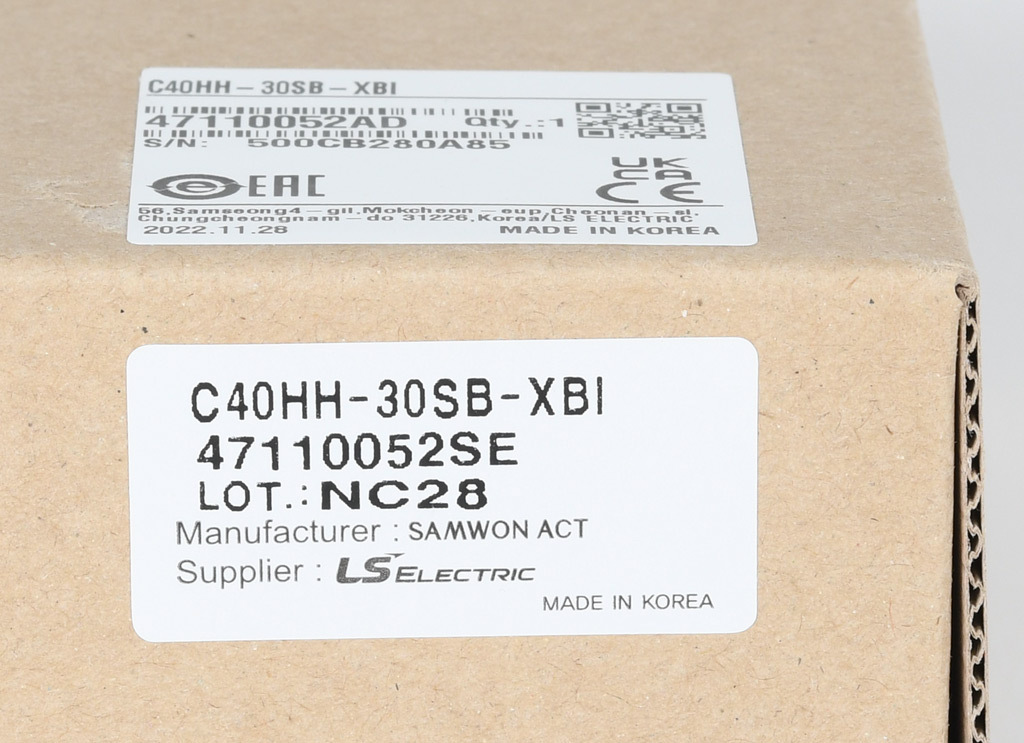 C40HH-30SB-XBI
47110052AD Qty.:1
S/N: 500CB280A85
EAC UKCA CE
56,Samseong4-gil,Mokcheon-eup,Cheonan-si,
Chungcheongnam-do 31226,Korea/LS ELECTRIC
2022.11.28 MADE IN KOREA
C40HH-30SB-XBI
47110052SE
LOT.:NC28
Manufacturer : SAMWON ACT
Supplier : LS ELECTRIC
MADE IN KOREA